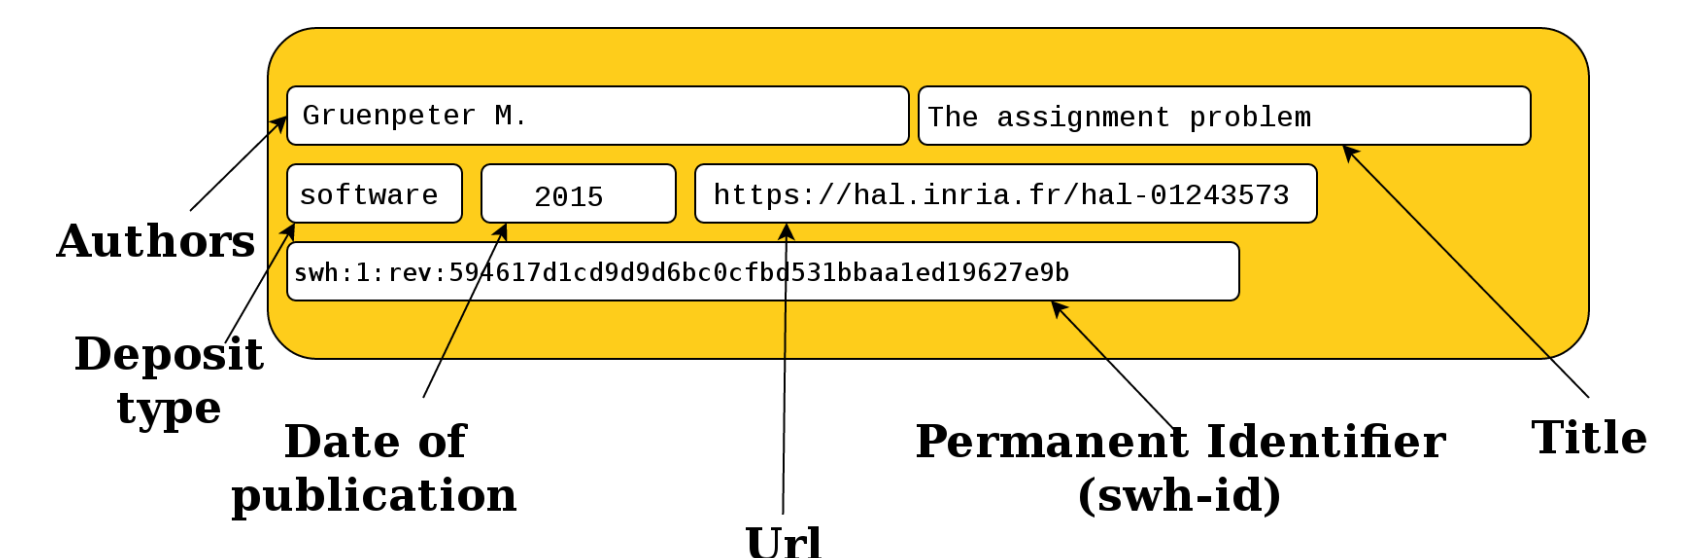 Gruenpeter M.
The assignment problem
software
2015
https://hal.inria.fr/hal-01243573
swh:1:rev:594617d1cd9d9d6bc0cfbd531bbaa1ed19627e9b
Authors
Deposit
type
Date of
publication
Url
Permanent Identifier
(swh-id)
Title